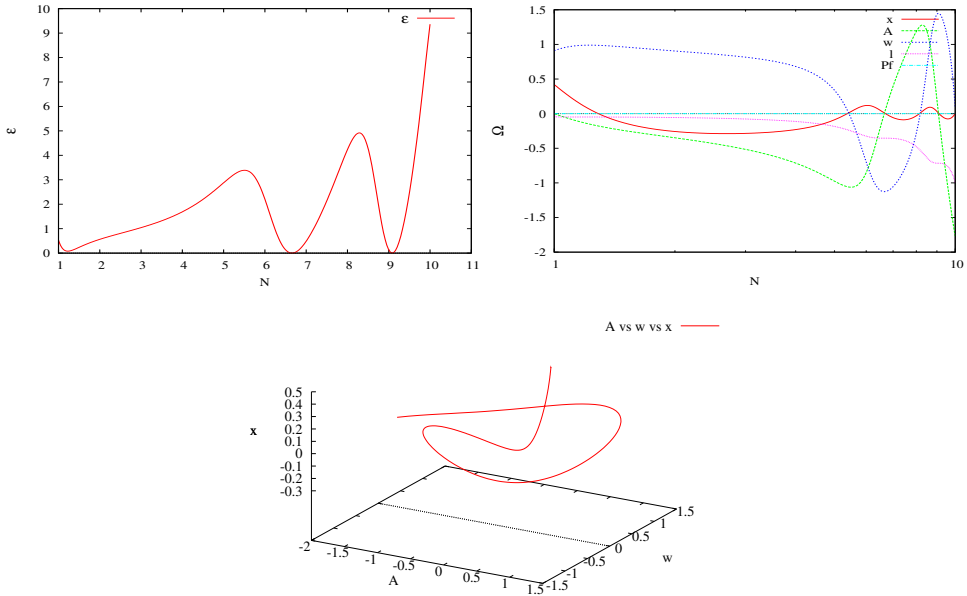 ε
10
9
8
7
6
5
4
3
2
1
0
ε
1 2 3 4 5 6 7 8 9 10 11
N
x
A
w
l
Pf
1.5
1
0.5
0
-0.5
-1
-1.5
-2
Ω
1 10
N
A vs w vs x
0.5
0.4
0.3
0.2
0.1
0
-0.1
-0.2
-0.3
x
-2 -1.5 -1 -0.5 0 0.5 1 1.5
A
-1.5 -1 -0.5 0 0.5 1 1.5
w